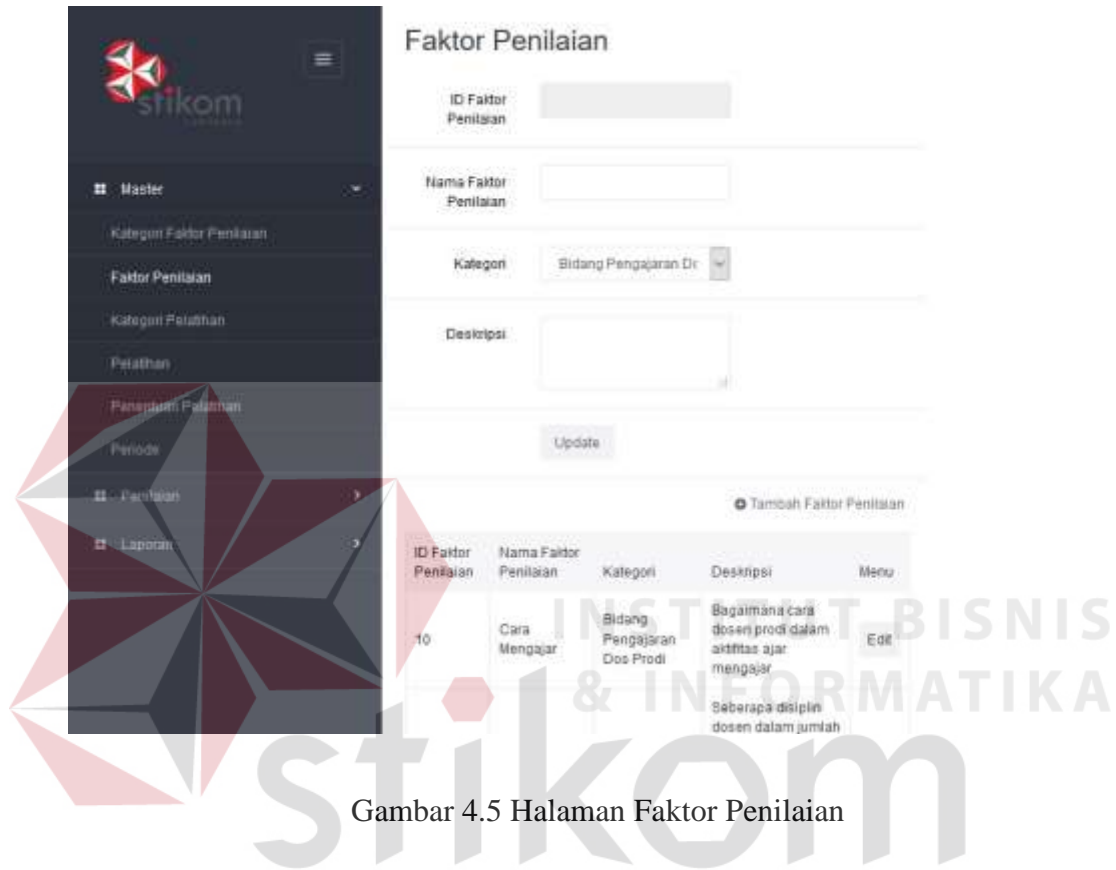 stikom
Master
Kategori Faktor Penilaian
Faktor Penilaian
Kategori Pelatihan
Pelatihan
Penentuan Pelatihan
Periode
Penilaian
Laporan
Faktor Penilaian
ID Faktor
Penilaian
Nama Faktor
Penilaian
Kategori
Bidang Pengajaran Dc
Deskripsi
Update
Tambah Faktor Penilaian
ID Faktor
Penilaian
Nama Faktor
Penilaian
Kategori
Deskripsi
Menu
10
Cara
Mengajar
Bidang
Pengajaran
Dos Prodi
Bagaimana cara
dosen prodi dalam
aktifitas ajar
mengajar
Edit
Seberapa disiplin
dosen dalam jumlah
INSTITUT BISNIS
& INFORMATIKA
stikom
Gambar 4.5 Halaman Faktor Penilaian